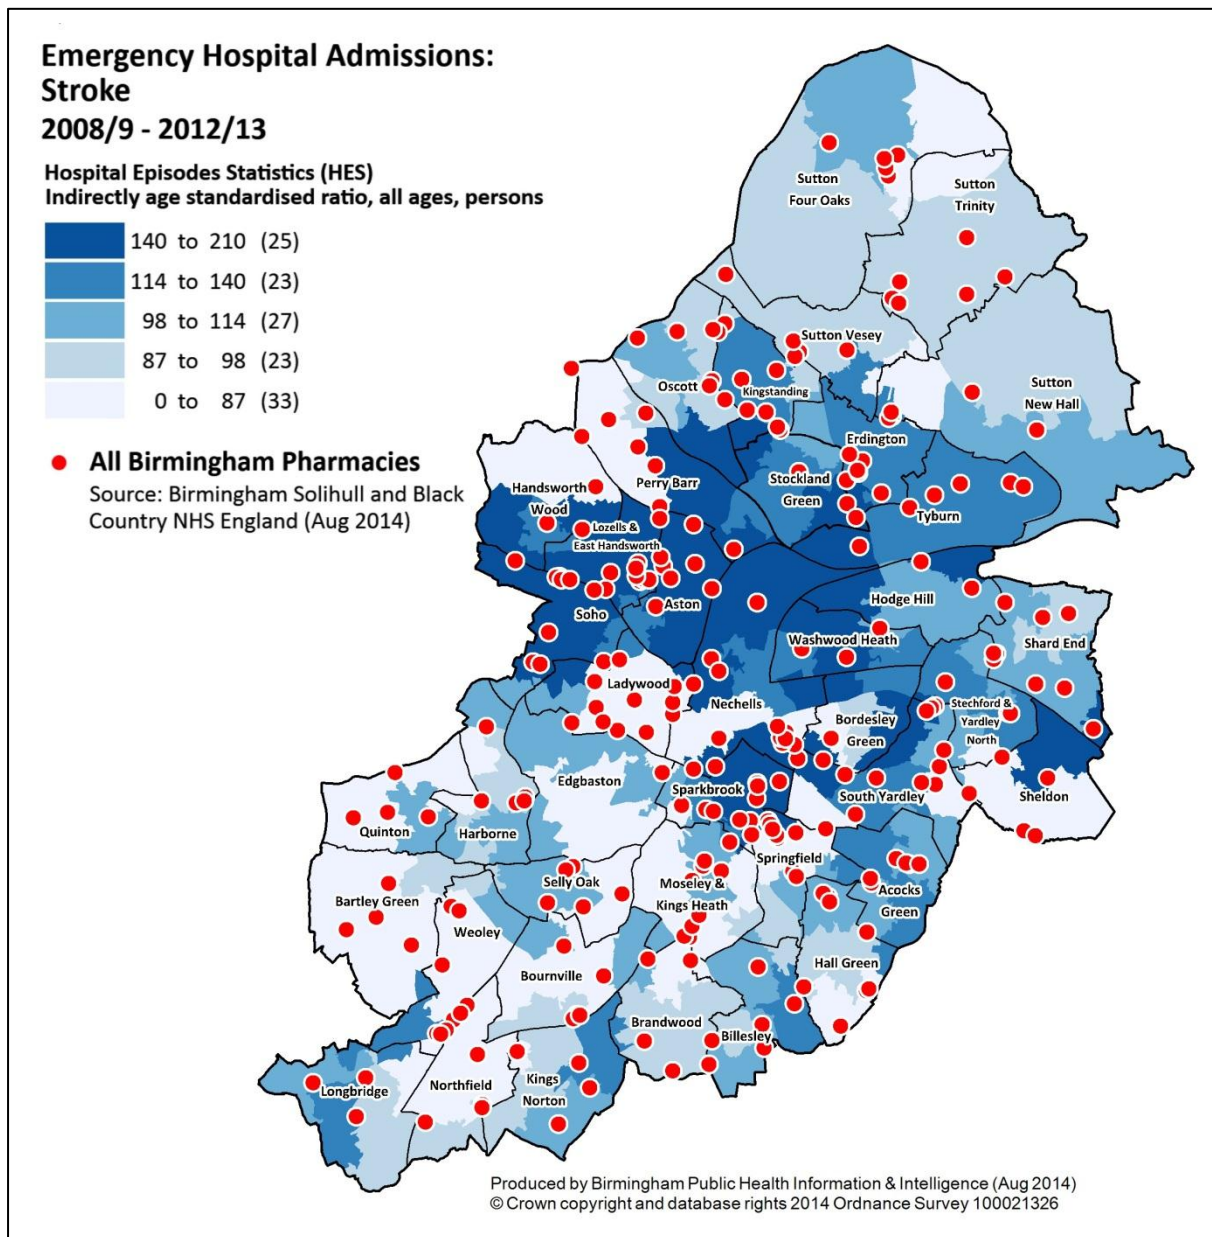 Emergency Hospital Admissions:
Stroke
2008/9 - 2012/13
Hospital Episodes Statistics (HES)
Indirectly age standardised ratio, all ages, persons
140 to 210 (25)
114 to 140 (23)
98 to 114 (27)
87 to 98 (23)
0 to 87 (33)
All Birmingham Pharmacies
Source: Birmingham Solihull and Black
Country NHS England (Aug 2014)
Sutton
Four Oaks
Sutton
Trinity
Sutton Vesey
Sutton
New Hall
Oscott
Kingstanding
Erdington
Perry Barr
Stockland
Green
Handsworth
Wood
Tyburn
Lozells &
East Handsworth
Hodge Hill
Soho
Aston
Washwood Heath
Shard End
Ladywood
Nechells
Bordesley
Green
Stechford &
Yardley
North
Edgbaston
Sparkbrook
South Yardley
Sheldon
Quinton
Harborne
Springfield
Selly Oak
Moseley &
Kings Heath
Acocks
Green
Bartley Green
Weoley
Bournville
Hall Green
Brandwood
Billesley
Longbridge
Northfield
Kings
Norton
Produced by Birmingham Public Health Information & Intelligence (Aug 2014)
© Crown copyright and database rights 2014 Ordnance Survey 100021326